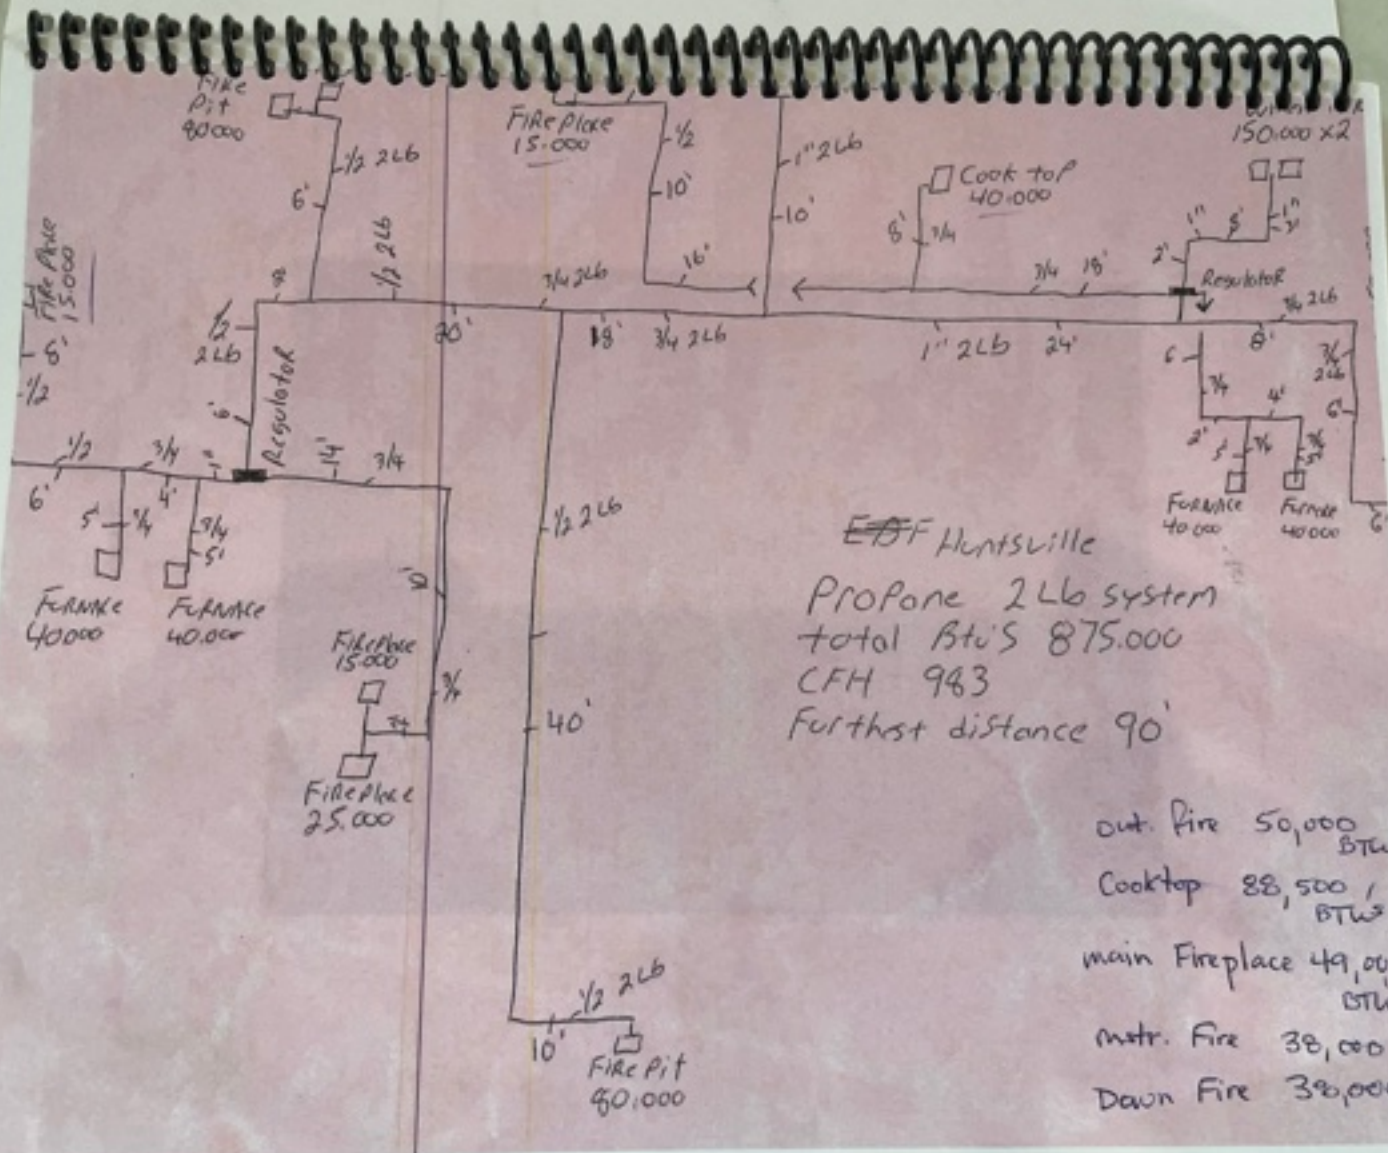 Fire
Pit
80000
1/2 2Lb
6'
Fire Place
15.000
1/2
10'
16'
1" 2Lb
10'
Cook top
40.000
8'
3/4
3/4
18'
150.000 x2
1"
8'
1"
2'
Regulator
3/4 2Lb
8'
3/4
2Lb
6'
6'
Fire Place
15.000
8'
1/2
8
1/2 2Lb
1/2
2Lb
6'
Regulator
20'
3/4 2Lb
18'
3/4 2Lb
1" 2Lb
24'
6
3/4
4'
2'
5'
3/4
Furnace
40000
Furnace
40000
1/2
6'
3/4
4'
1"
14'
3/4
5'
3/4
3/4
5'
Furnace
40000
Furnace
40.000
3/4
Fireplace
15.000
Fireplace
25.000
1/2 2Lb
40'
1/2 2Lb
10'
Fire Pit
80.000
Huntsville
Propane 2Lb system
total Btu's 875.000
CFH 983
Furthest distance 90'
out. fire 50,000
BTU
Cooktop 88,500
BTUs
main Fireplace 49,00
BTU
mstr. Fire 38,000
Down Fire 38,00